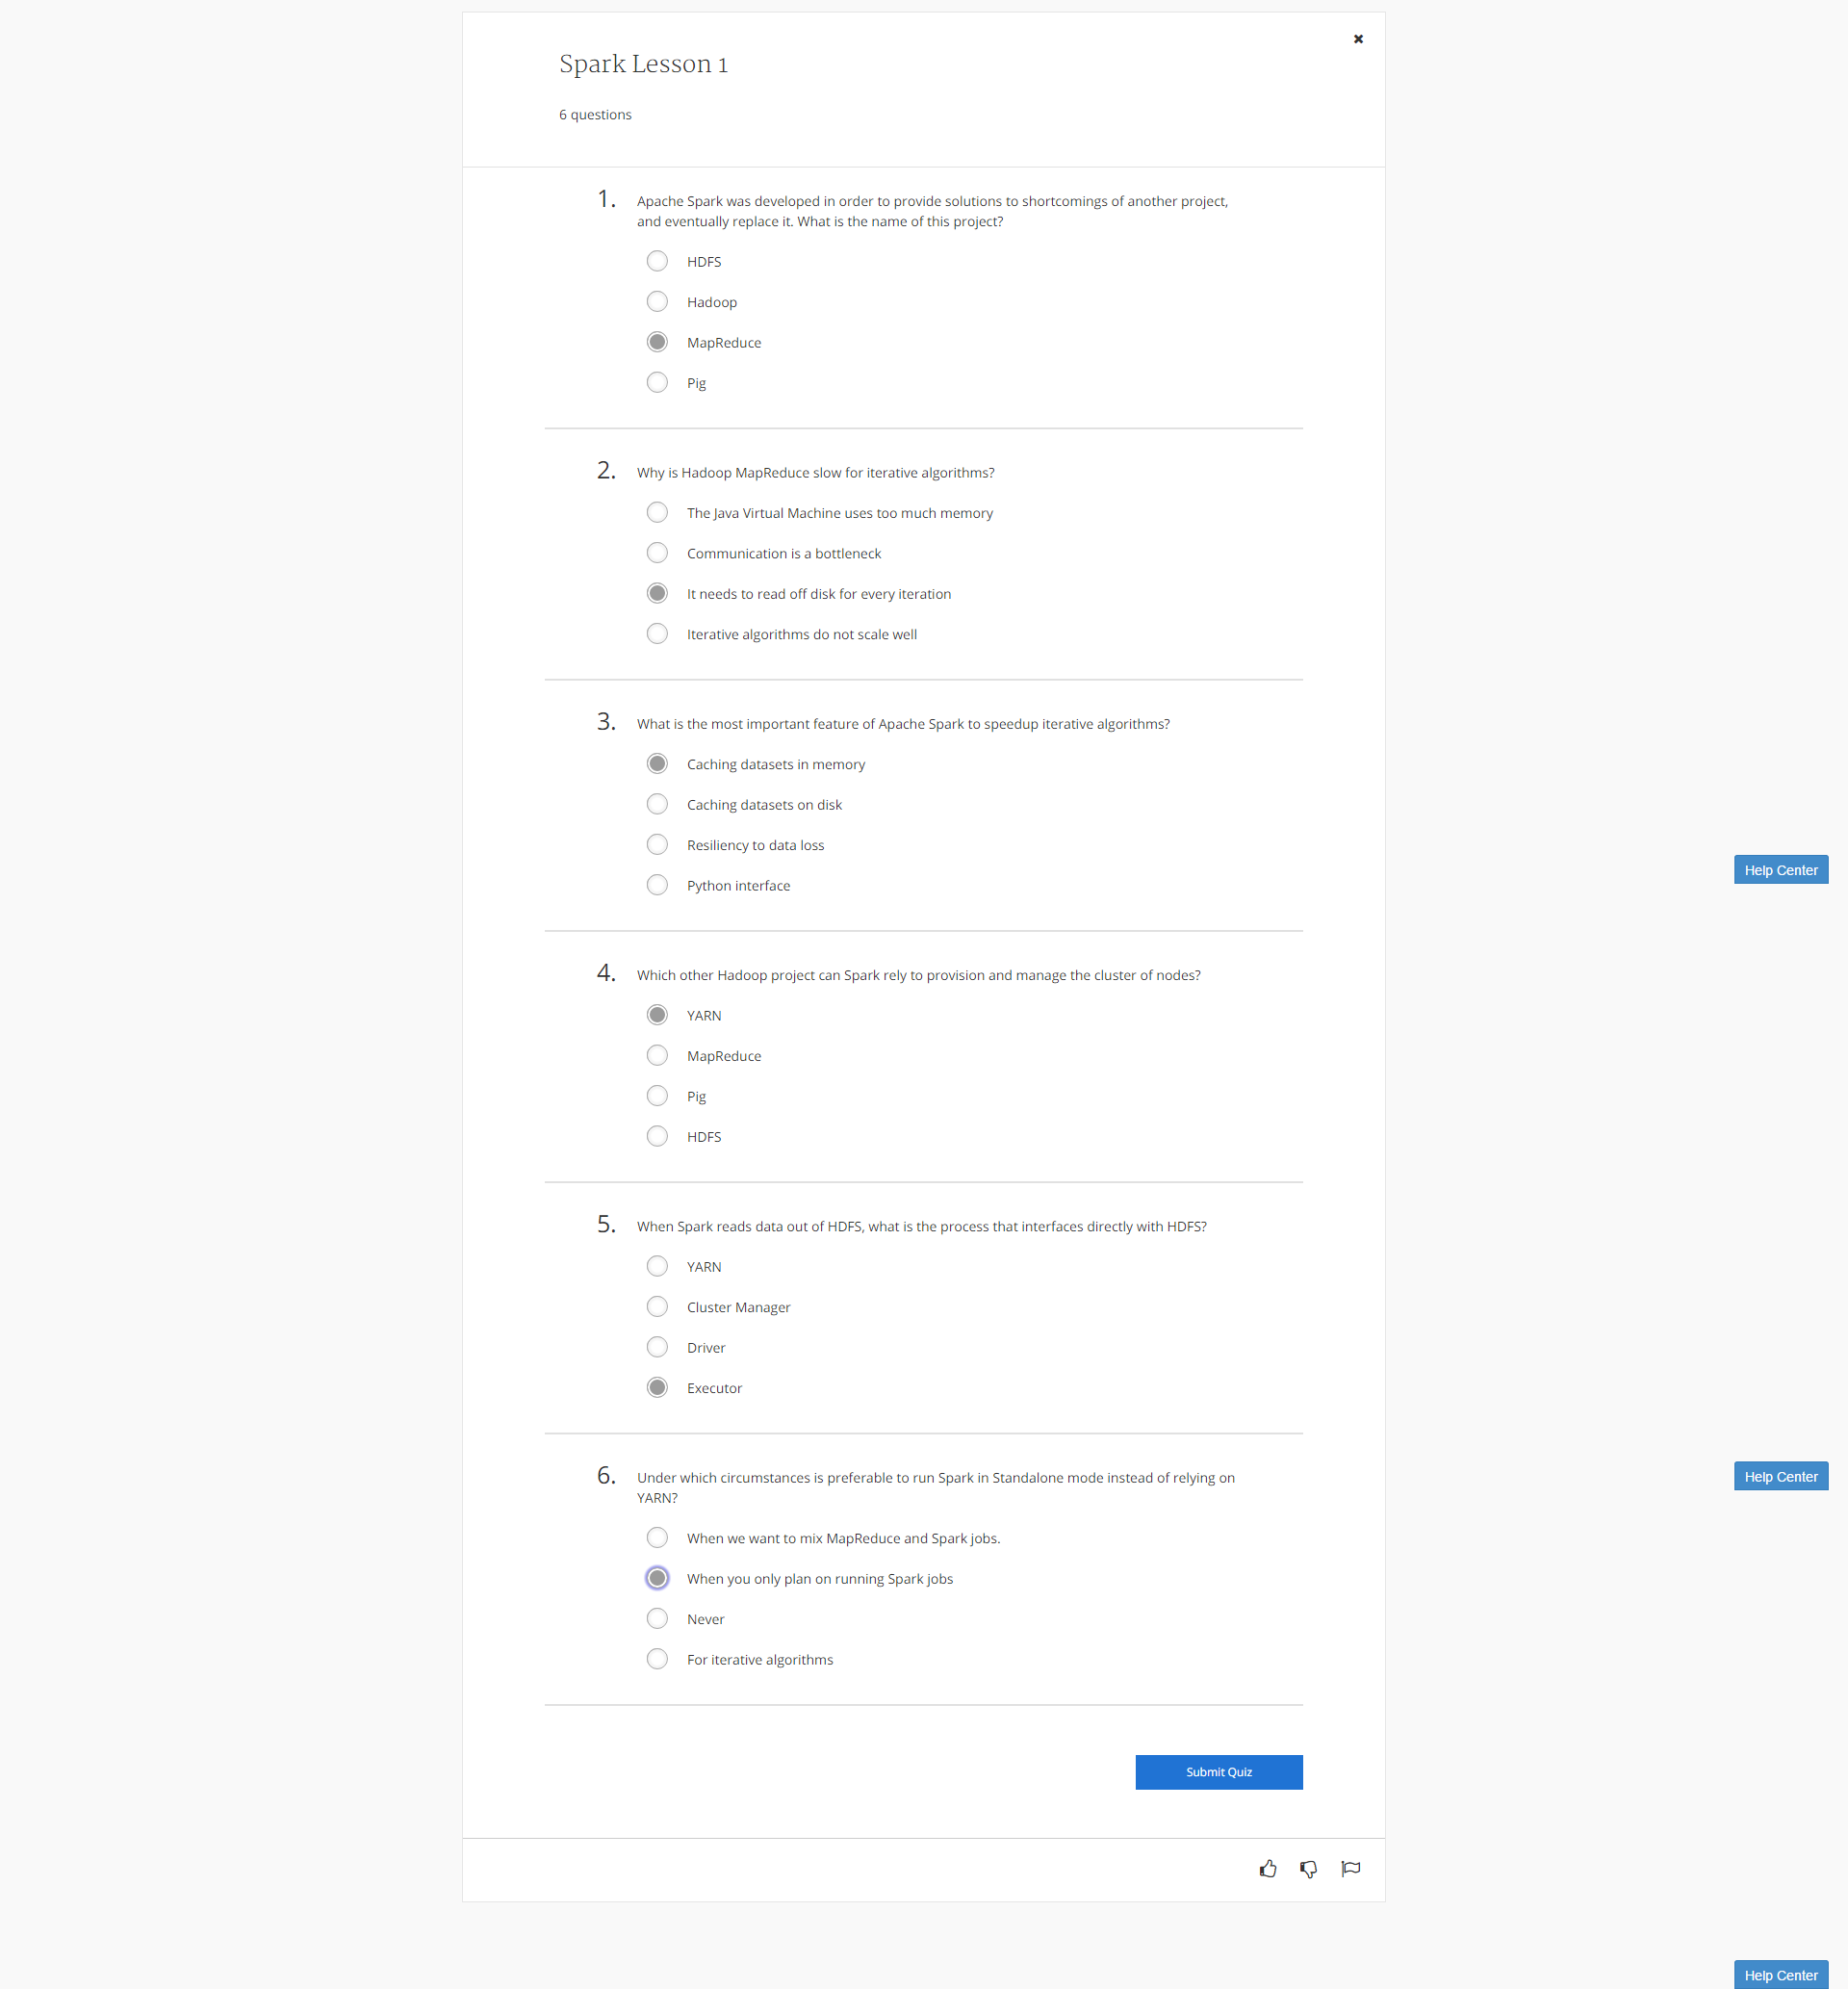 Spark Lesson 1
6 questions
1.
Apache Spark was developed in order to provide solutions to shortcomings of another project,
and eventually replace it. What is the name of this project?
HDFS
Hadoop
MapReduce
Pig
2.
Why is Hadoop MapReduce slow for iterative algorithms?
The Java Virtual Machine uses too much memory
Communication is a bottleneck
It needs to read off disk for every iteration
Iterative algorithms do not scale well
3.
What is the most important feature of Apache Spark to speedup iterative algorithms?
Caching datasets in memory
Caching datasets on disk
Resiliency to data loss
Help Center
Python interface
4.
Which other Hadoop project can Spark rely to provision and manage the cluster of nodes?
YARN
MapReduce
Pig
HDFS
5.
When Spark reads data out of HDFS, what is the process that interfaces directly with HDFS?
YARN
Cluster Manager
Driver
Executor
6.
Under which circumstances is preferable to run Spark in Standalone mode instead of relying on
YARN?
Help Center
When we want to mix MapReduce and Spark jobs.
When you only plan on running Spark jobs
Never
For iterative algorithms
Submit Quiz
Help Center